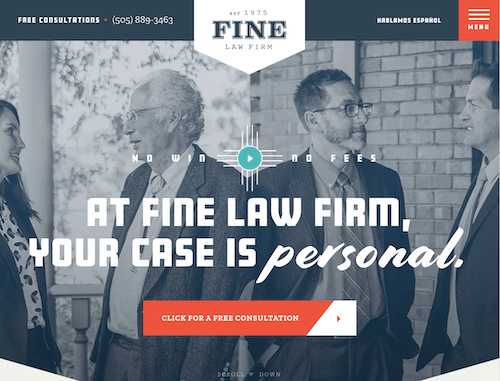 FREE CONSULTATIONS • (505) 889-3463
est 1975
FINE
LAW FIRM
HABLAMOS ESPAÑOL
MENU
NO WIN NO FEES
AT FINE LAW FIRM,
YOUR CASE IS personal.
CLICK FOR A FREE CONSULTATION
SCROLL DOWN